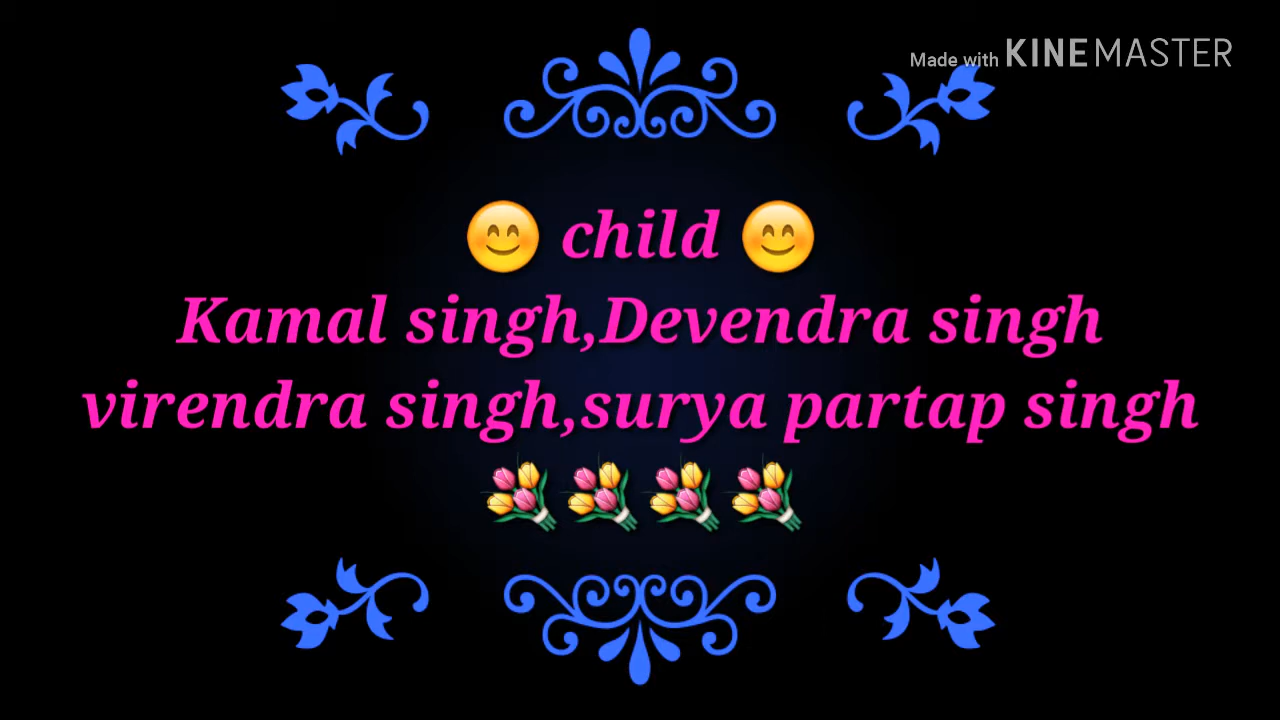 Made with KINEMASTER
😊 child 😊
Kamal singh,Devendra singh
virendra singh,surya partap singh
💐💐💐💐